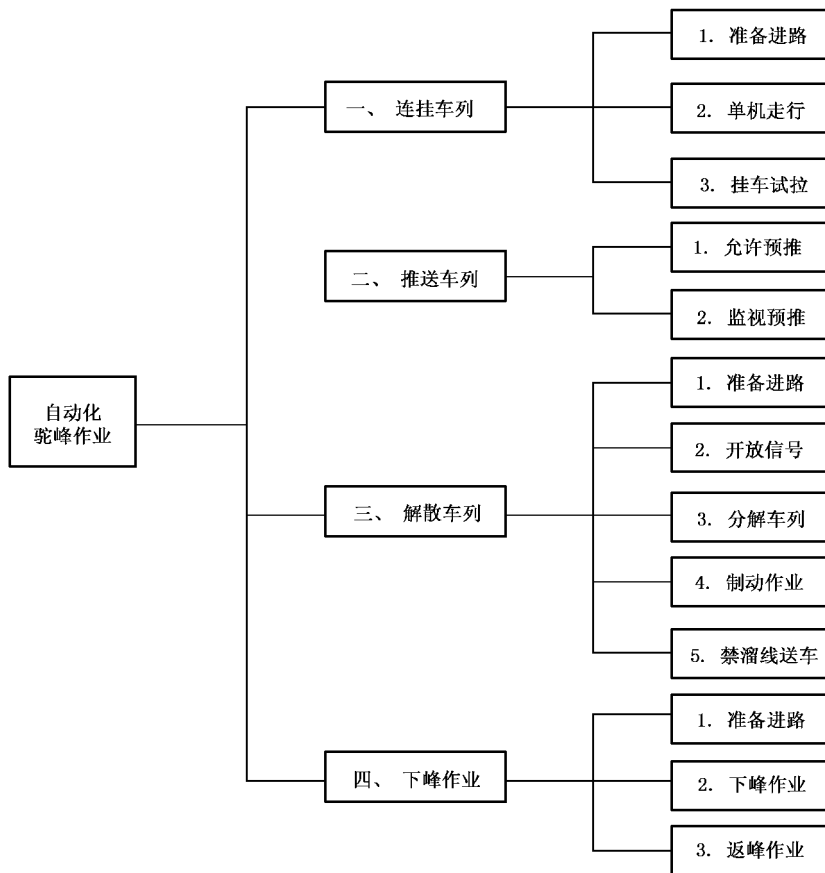 自动化
驼峰作业
一、 连挂车列
1. 准备进路
2. 单机走行
3. 挂车试拉
二、 推送车列
1. 允许预推
2. 监视预推
三、 解散车列
1. 准备进路
2. 开放信号
3. 分解车列
4. 制动作业
5. 禁溜线送车
四、 下峰作业
1. 准备进路
2. 下峰作业
3. 返峰作业